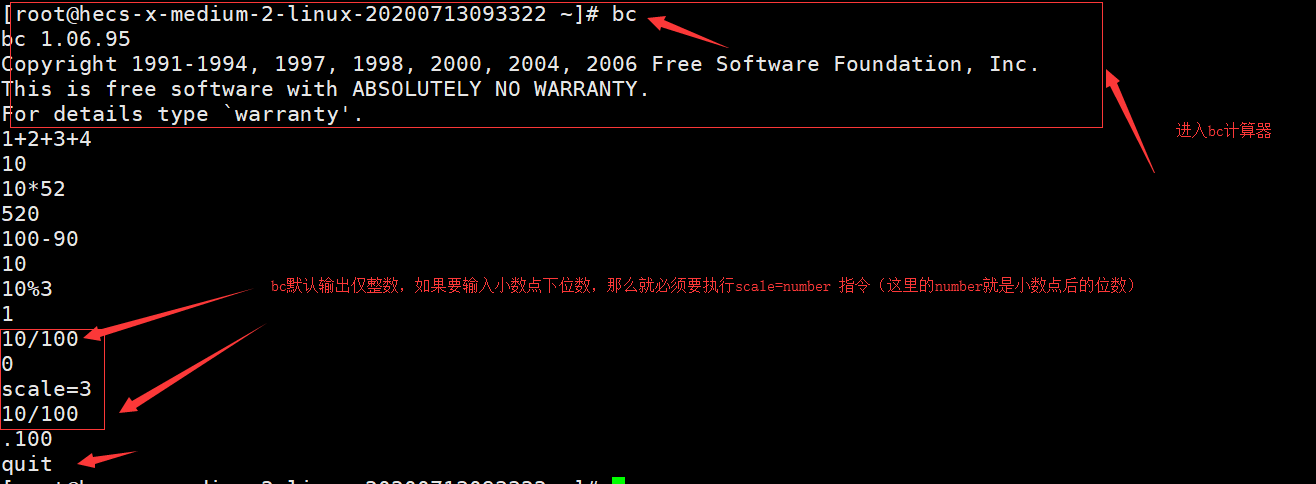 [root@hecs-x-medium-2-linux-20200713093322 ~]# bc
bc 1.06.95
Copyright 1991-1994, 1997, 1998, 2000, 2004, 2006 Free Software Foundation, Inc.
This is free software with ABSOLUTELY NO WARRANTY.
For details type `warranty'.
进入bc计算器
1+2+3+4
10
10*52
520
100-90
10
bc默认输出仅整数，如果要输入小数点下位数，那么就必须要执行scale=number 指令（这里的number就是小数点后的位数）
10%3
1
10/100
0
scale=3
10/100
.100
quit
[root@hecs-x-medium-2-linux-20200713093322 ~]#